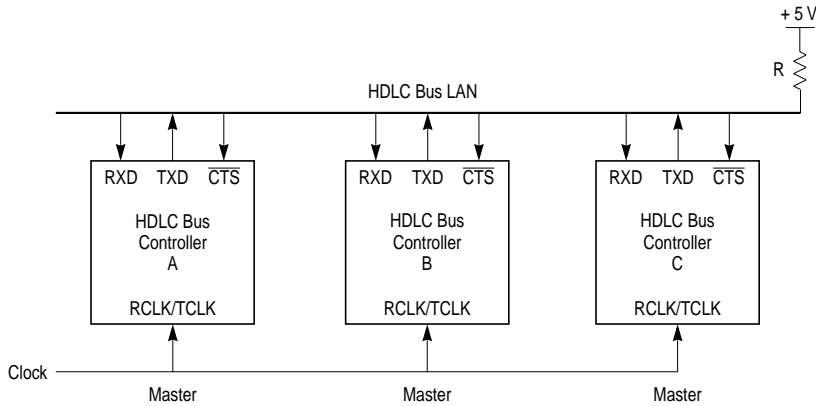 + 5 V
R
HDLC Bus LAN
RXD TXD CTS
HDLC Bus
Controller
A
RCLK/TCLK
RXD TXD CTS
HDLC Bus
Controller
B
RCLK/TCLK
RXD TXD CTS
HDLC Bus
Controller
C
RCLK/TCLK
Clock
Master
Master
Master